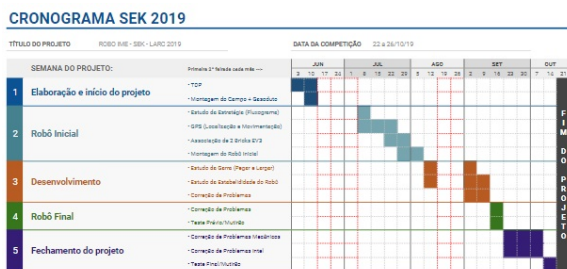 CRONOGRAMA SEK 2019
TÍTULO DO PROJETO ROBO IME - SEK - LARC 2019 DATA DA COMPETIÇÃO 22 a 26/10/19
SEMANA DO PROJETO: Primeira 2ª feira de cada mês --- JUN JUL AGO SET OUT
3 10 17 24 1 8 15 22 29 5 12 19 26 2 9 16 23 30 7 14 21
1 Elaboração e início do projeto
- TDP
- Montagem do Campo + Gasoduto
2 Robô Inicial
- Estudo de Estratégia (Fluxograma)
- GPS (Localização e Movimentação)
- Associação de 2 Bricks EV3
- Montagem do Robô Inicial
3 Desenvolvimento
- Estudo de Garra (Pegar e Largar)
- Estudo de Estabelidade do Robô
- Correção de Problemas
4 Robô Final
- Correção de Problemas
- Teste Prévio/Mutirão
5 Fechamento do projeto
- Correção de Problemas Mecânicos
- Correção de Problemas Intel
- Teste Final/Mutirão
FIM DO PROJETO